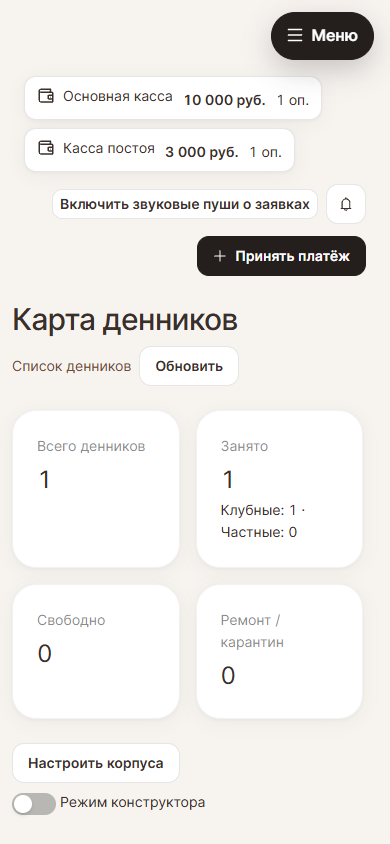 Меню
Основная касса 10 000 руб. 1 оп.
Касса постоя 3 000 руб. 1 оп.
Включить звуковые пуши о заявках
Принять платёж
Карта денников
Список денников Обновить
Всего денников
1
Занято
1
Клубные: 1 ·
Частные: 0
Свободно
0
Ремонт /
карантин
0
Настроить корпуса
Режим конструктора